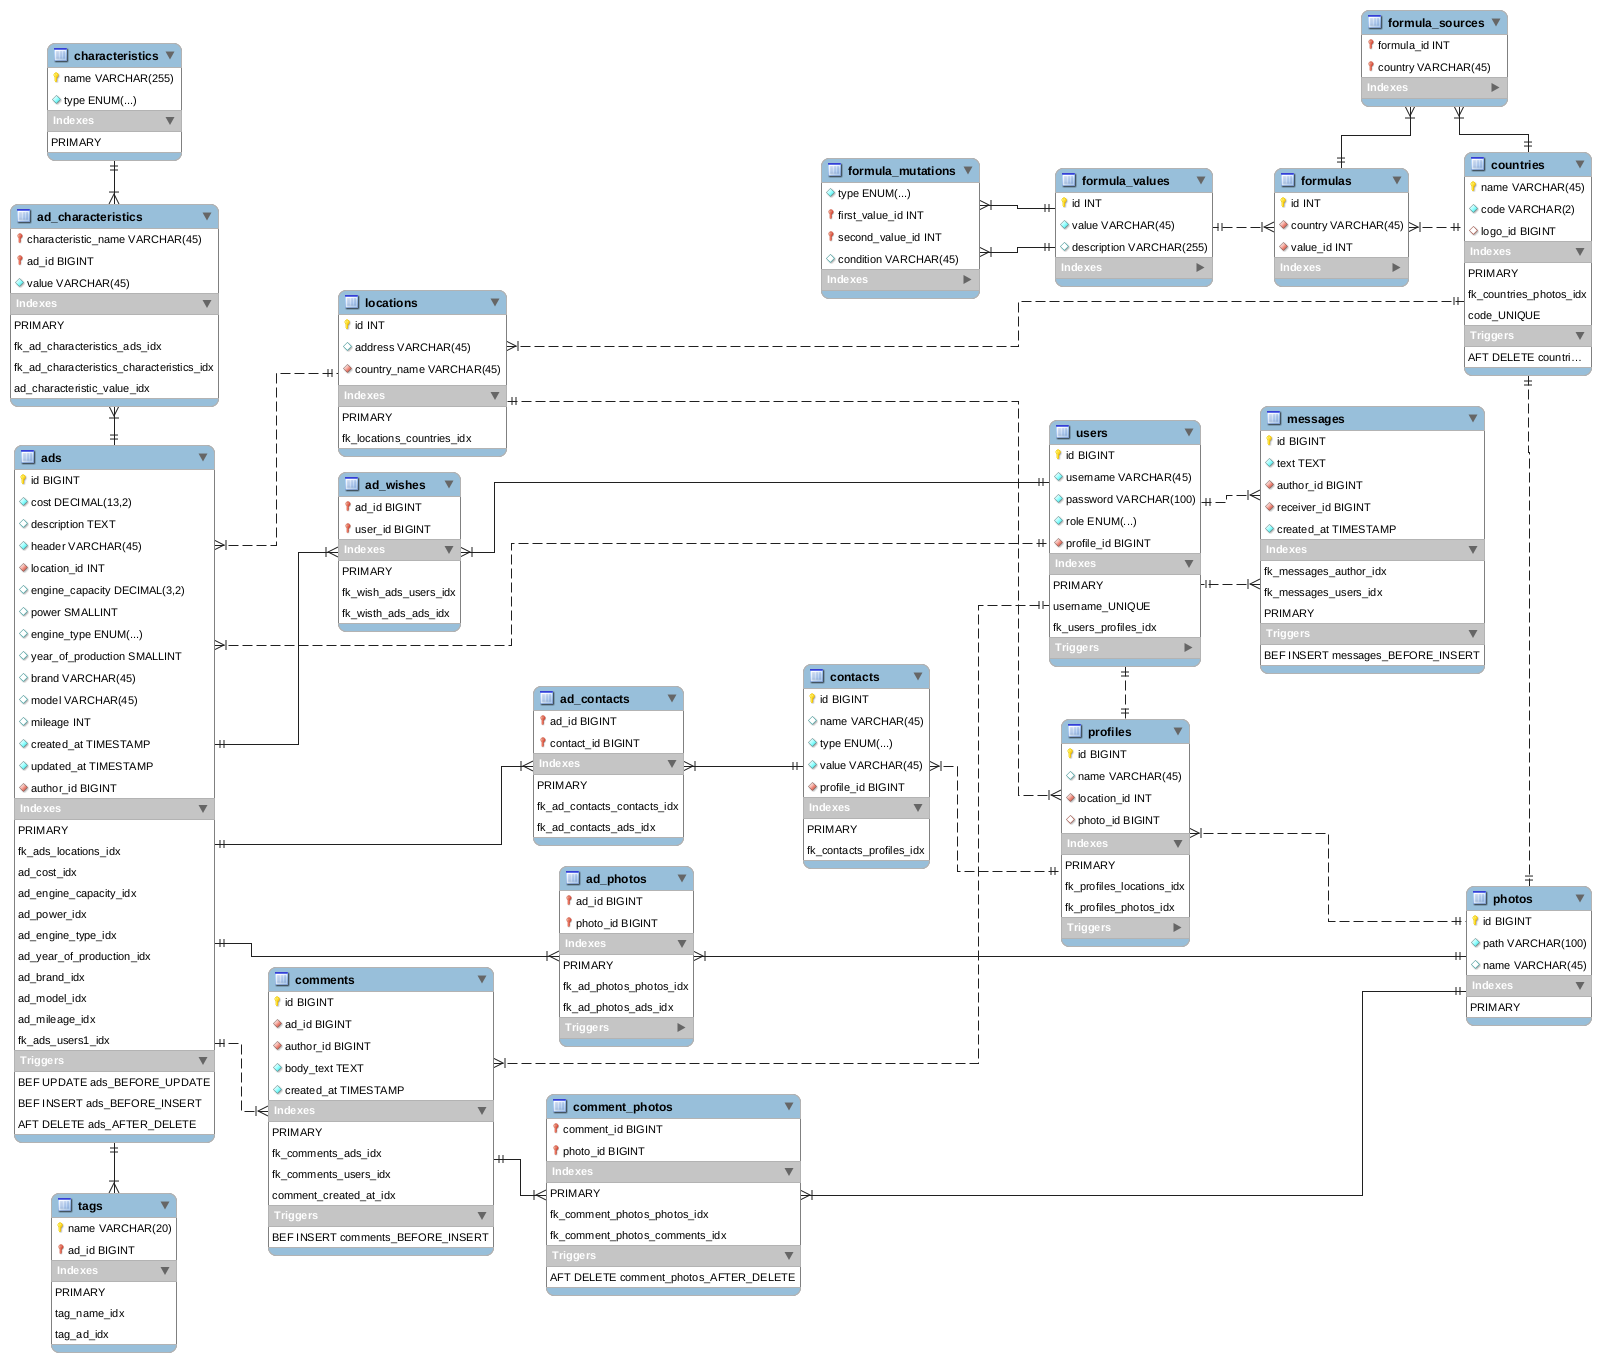 characteristics
name VARCHAR(255)
type ENUM(...)
Indexes
PRIMARY
ad_characteristics
characteristic_name VARCHAR(45)
ad_id BIGINT
value VARCHAR(45)
Indexes
PRIMARY
fk_ad_characteristics_ads_idx
fk_ad_characteristics_characteristics_idx
ad_characteristic_value_idx
ads
id BIGINT
cost DECIMAL(13,2)
description TEXT
header VARCHAR(45)
location_id INT
engine_capacity DECIMAL(3,2)
power SMALLINT
engine_type ENUM(...)
year_of_production SMALLINT
brand VARCHAR(45)
model VARCHAR(45)
mileage INT
created_at TIMESTAMP
updated_at TIMESTAMP
author_id BIGINT
Indexes
PRIMARY
fk_ads_locations_idx
ad_cost_idx
ad_engine_capacity_idx
ad_power_idx
ad_engine_type_idx
ad_year_of_production_idx
ad_brand_idx
ad_model_idx
ad_mileage_idx
fk_ads_users1_idx
Triggers
BEF UPDATE ads_BEFORE_UPDATE
BEF INSERT ads_BEFORE_INSERT
AFT DELETE ads_AFTER_DELETE
tags
name VARCHAR(20)
ad_id BIGINT
Indexes
PRIMARY
tag_name_idx
tag_ad_idx
locations
id INT
address VARCHAR(45)
country_name VARCHAR(45)
Indexes
PRIMARY
fk_locations_countries_idx
ad_wishes
ad_id BIGINT
user_id BIGINT
Indexes
PRIMARY
fk_wish_ads_users_idx
fk_wisth_ads_ads_idx
comments
id BIGINT
ad_id BIGINT
author_id BIGINT
body_text TEXT
created_at TIMESTAMP
Indexes
PRIMARY
fk_comments_ads_idx
fk_comments_users_idx
comment_created_at_idx
Triggers
BEF INSERT comments_BEFORE_INSERT
ad_contacts
ad_id BIGINT
contact_id BIGINT
Indexes
PRIMARY
fk_ad_contacts_contacts_idx
fk_ad_contacts_ads_idx
ad_photos
ad_id BIGINT
photo_id BIGINT
Indexes
PRIMARY
fk_ad_photos_photos_idx
fk_ad_photos_ads_idx
Triggers
comment_photos
comment_id BIGINT
photo_id BIGINT
Indexes
PRIMARY
fk_comment_photos_photos_idx
fk_comment_photos_comments_idx
Triggers
AFT DELETE comment_photos_AFTER_DELETE
contacts
id BIGINT
name VARCHAR(45)
type ENUM(...)
value VARCHAR(45)
profile_id BIGINT
Indexes
PRIMARY
fk_contacts_profiles_idx
formula_mutations
type ENUM(...)
first_value_id INT
second_value_id INT
condition VARCHAR(45)
Indexes
formula_values
id INT
value VARCHAR(45)
description VARCHAR(255)
Indexes
formulas
id INT
country VARCHAR(45)
value_id INT
Indexes
formula_sources
formula_id INT
country VARCHAR(45)
Indexes
countries
name VARCHAR(45)
code VARCHAR(2)
logo_id BIGINT
Indexes
PRIMARY
fk_countries_photos_idx
code_UNIQUE
Triggers
AFT DELETE countri...
users
id BIGINT
username VARCHAR(45)
password VARCHAR(100)
role ENUM(...)
profile_id BIGINT
Indexes
PRIMARY
username_UNIQUE
fk_users_profiles_idx
Triggers
messages
id BIGINT
text TEXT
author_id BIGINT
receiver_id BIGINT
created_at TIMESTAMP
Indexes
fk_messages_author_idx
fk_messages_users_idx
PRIMARY
Triggers
BEF INSERT messages_BEFORE_INSERT
profiles
id BIGINT
name VARCHAR(45)
location_id INT
photo_id BIGINT
Indexes
PRIMARY
fk_profiles_locations_idx
fk_profiles_photos_idx
Triggers
photos
id BIGINT
path VARCHAR(100)
name VARCHAR(45)
Indexes
PRIMARY